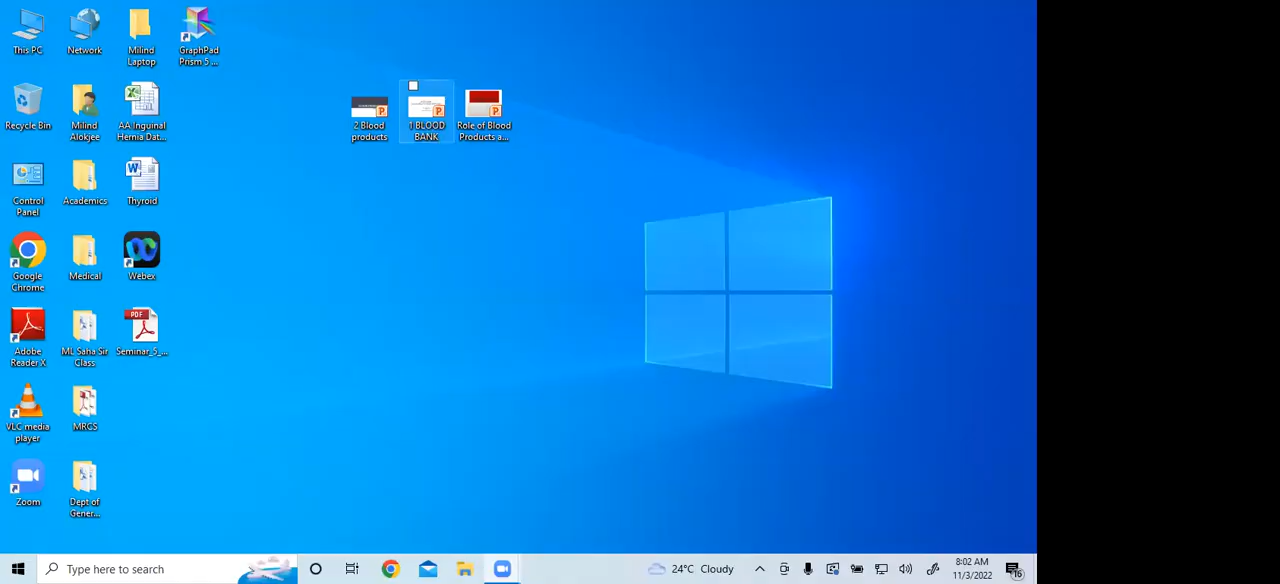 This PC
Network
Milind
Laptop
GraphPad
Prism 5 ...
Recycle Bin
Milind
Alokjee
AA Inguinal
Hernia Dat...
2 Blood
products
1 BLOOD
BANK
Role of Blood
Products a...
Control
Panel
Academics
Thyroid
Google
Chrome
Medical
Webex
Adobe
Reader X
ML Saha Sir
Class
PDF
Seminar_5_...
VLC media
player
MRCS
Zoom
Dept of
Gener...
Type here to search
24°C Cloudy
8:02 AM
11/3/2022
16